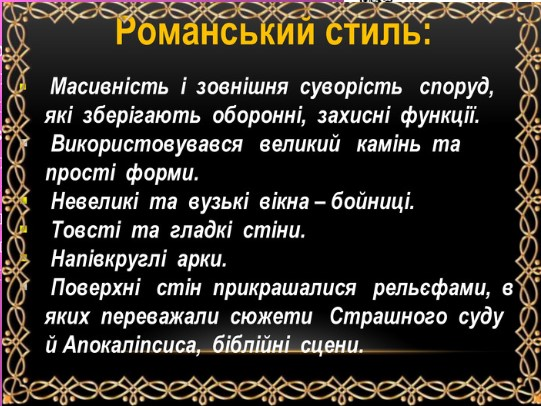 Романський стиль:
Масивність і зовнішня суворість споруд,
які зберігають оборонні, захисні функції.
Використовувався великий камінь та
прості форми.
Невеликі та вузькі вікна – бойниці.
Товсті та гладкі стіни.
Напівкруглі арки.
Поверхні стін прикрашалися рельєфами, в
яких переважали сюжети Страшного суду
й Апокаліпсиса, біблійні сцени.